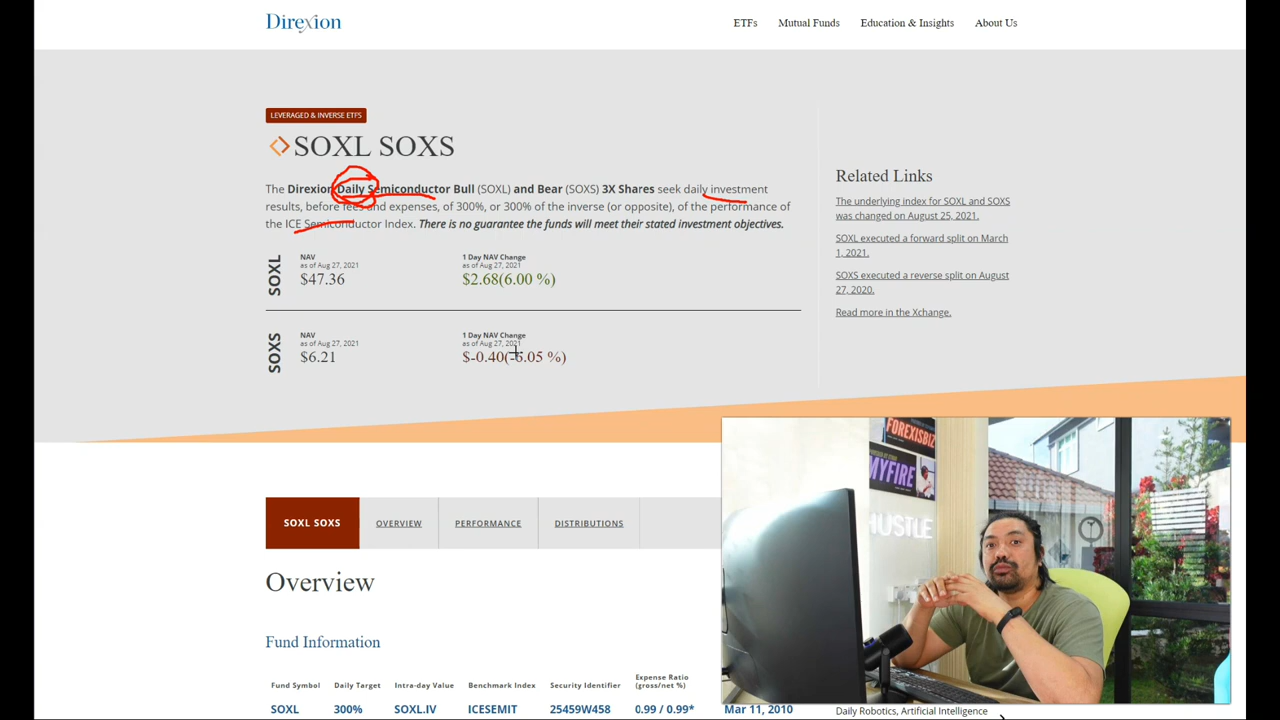 Direxion
ETFs
Mutual Funds
Education & Insights
About Us
LEVERAGED & INVERSE ETFS
SOXL SOXS
The Direxion Daily Semiconductor Bull (SOXL) and Bear (SOXS) 3X Shares seek daily investment
results, before fees and expenses, of 300%, or 300% of the inverse (or opposite), of the performance of
the ICE Semiconductor Index. There is no guarantee the funds will meet their stated investment objectives.
SOXL
NAV
as of Aug 27, 2021
$47.36
1 Day NAV Change
as of Aug 27, 2021
$2.68(6.00 %)
SOXS
NAV
as of Aug 27, 2021
$6.21
1 Day NAV Change
as of Aug 27, 2021
$-0.40(-6.05 %)
Related Links
The underlying index for SOXL and SOXS
was changed on August 25, 2021.
SOXL executed a forward split on March
1, 2021.
SOXS executed a reverse split on August
27, 2020.
Read more in the Xchange.
SOXL SOXS
OVERVIEW
PERFORMANCE
DISTRIBUTIONS
Overview
Fund Information
Fund Symbol
Daily Target
Intra-day Value
Benchmark Index
Security Identifier
Expense Ratio
(gross/net %)
SOXL
300%
SOXL.IV
ICESEMIT
25459W458
0.99 / 0.99*
Mar 11, 2010
Daily Robotics, Artificial Intelligence
FOREXISBIZ
MYFIRE
HUSTLE